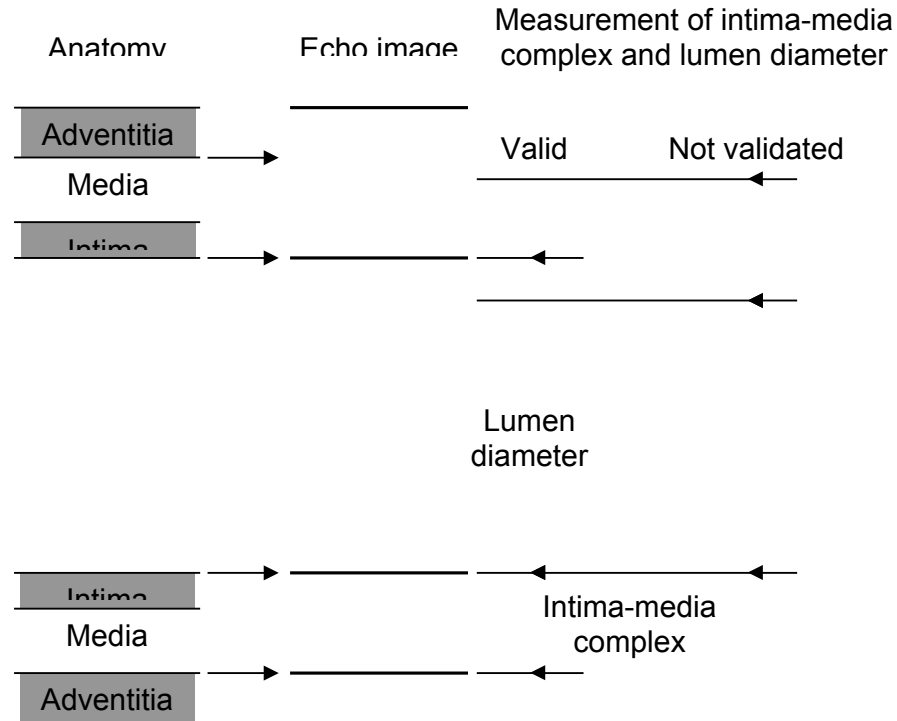 Anatomy
Echo image
Measurement of intima-media
complex and lumen diameter
Adventitia
Media
Intima
Valid
Not validated
Lumen
diameter
Intima
Media
Adventitia
Intima-media
complex